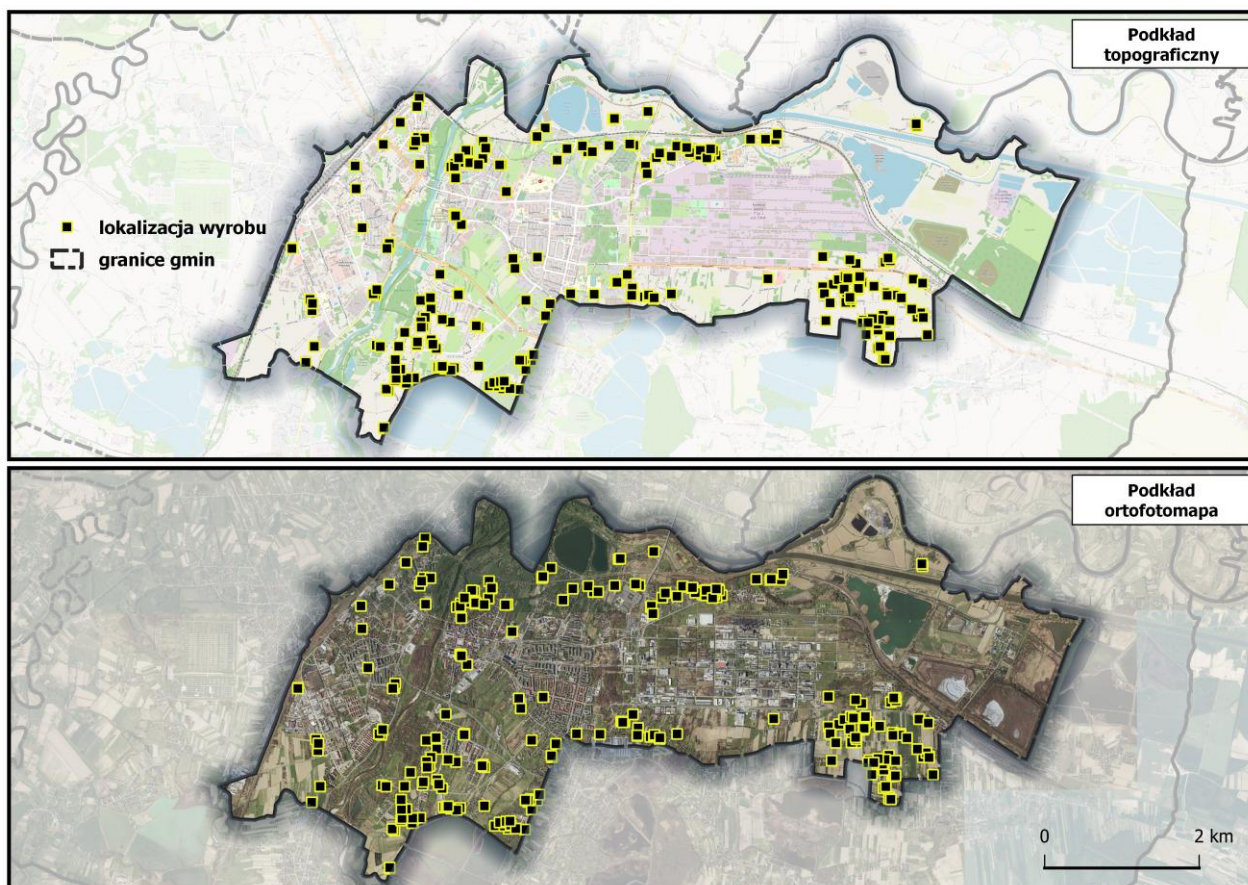 Podkład
topograficzny
lokalizacja wyrobu
granice gmin
Podkład
ortofotomapa
0 2 km